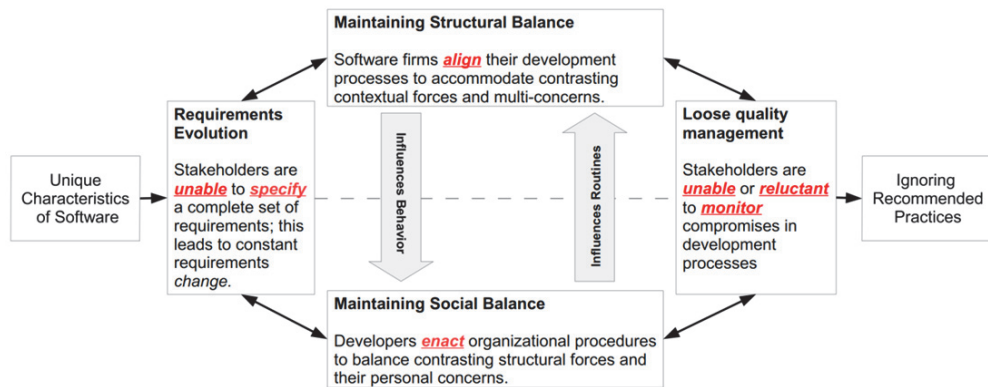 Maintaining Structural Balance
Software firms align their development
processes to accommodate contrasting
contextual forces and multi-concerns.
Requirements
Evolution
Stakeholders are
unable to specify
a complete set of
requirements; this
leads to constant
requirements
change.
Unique
Characteristics
of Software
Influences Behavior
Influences Routines
Loose quality
management
Stakeholders are
unable or reluctant
to monitor
compromises in
development
processes
Ignoring
Recommended
Practices
Maintaining Social Balance
Developers enact organizational procedures
to balance contrasting structural forces and
their personal concerns.